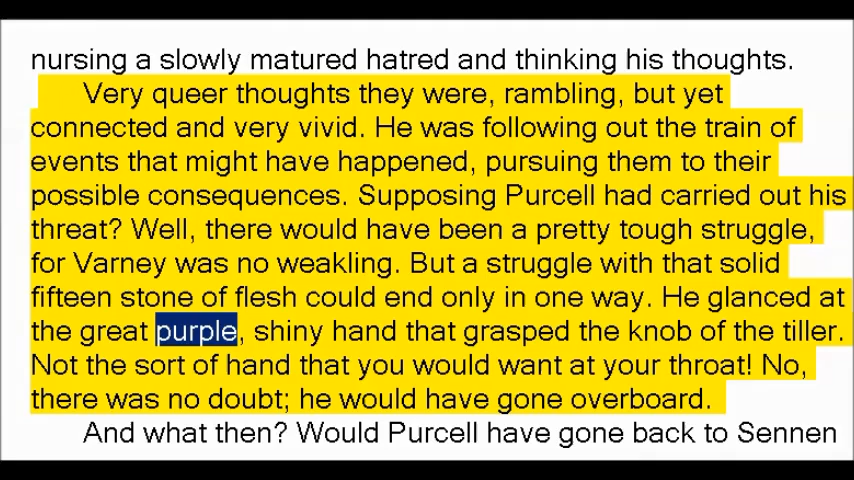 nursing a slowly matured hatred and thinking his thoughts.
Very queer thoughts they were, rambling, but yet
connected and very vivid. He was following out the train of
events that might have happened, pursuing them to their
possible consequences. Supposing Purcell had carried out his
threat? Well, there would have been a pretty tough struggle,
for Varney was no weakling. But a struggle with that solid
fifteen stone of flesh could end only in one way. He glanced at
the great purple, shiny hand that grasped the knob of the tiller.
Not the sort of hand that you would want at your throat! No,
there was no doubt; he would have gone overboard.
And what then? Would Purcell have gone back to Sennen